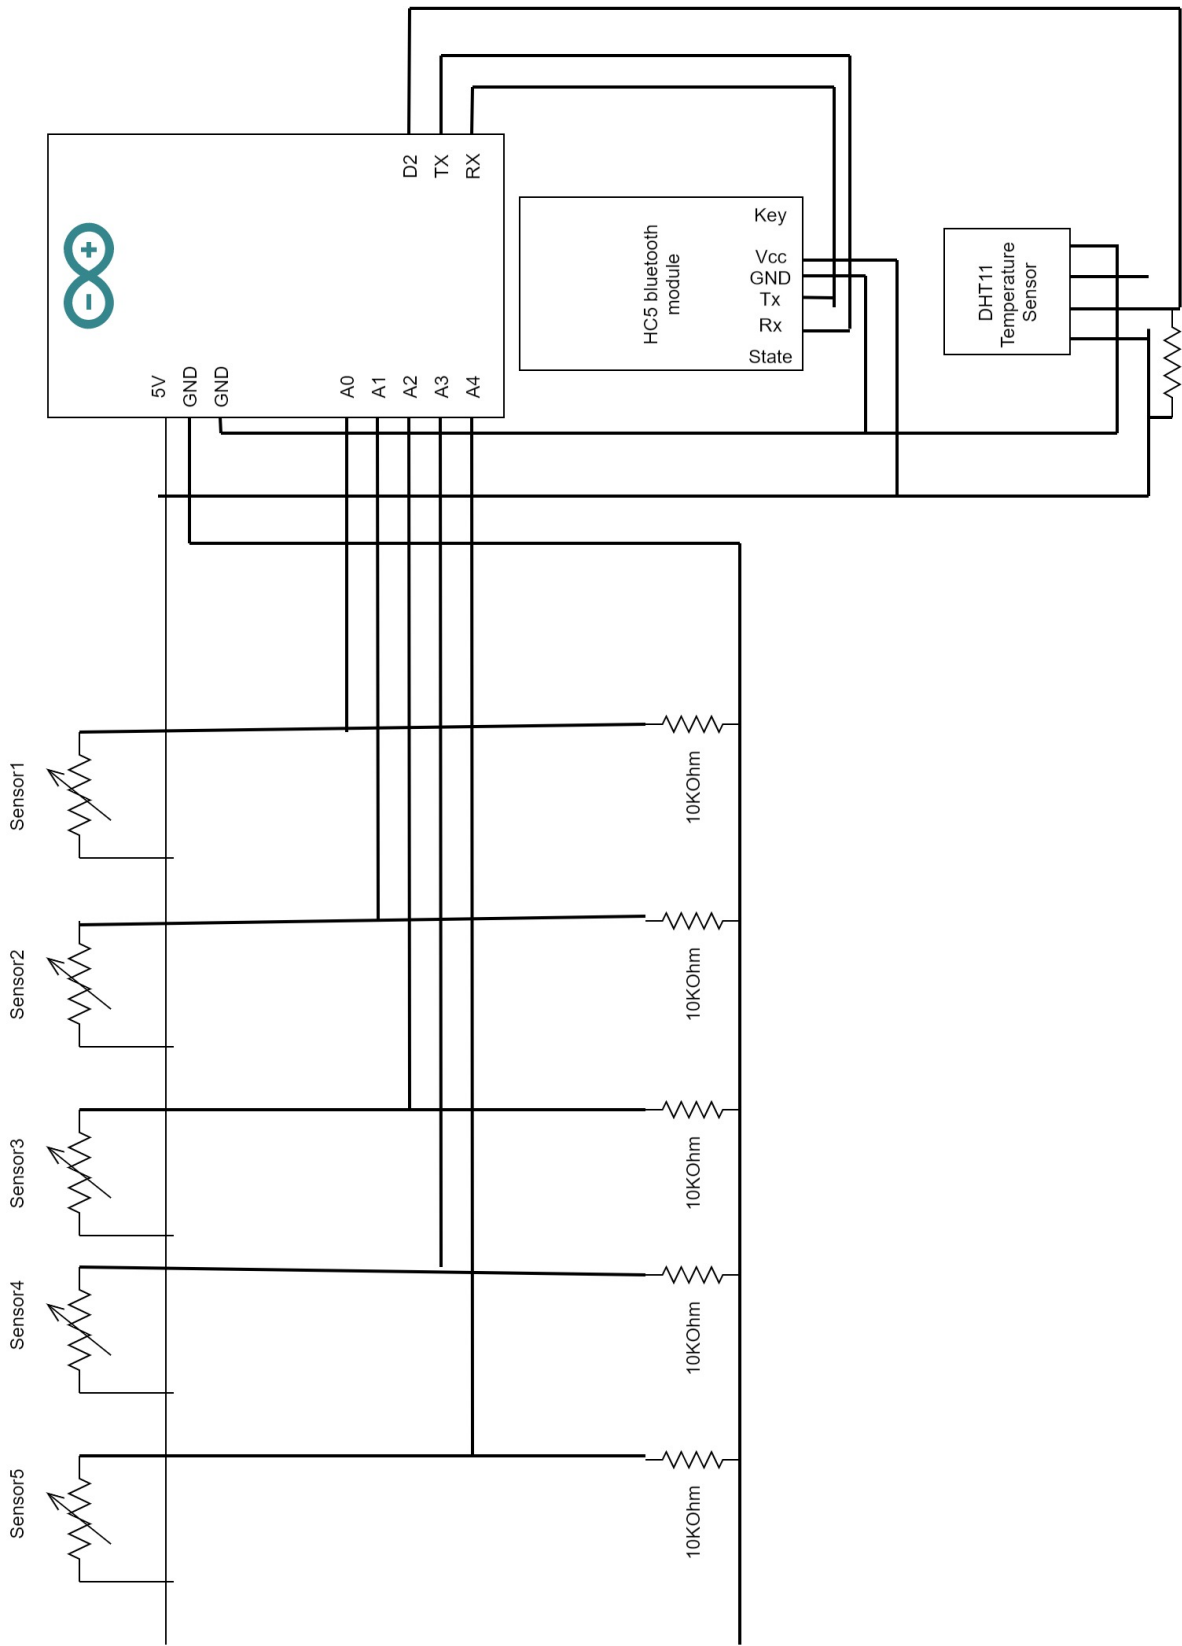 D2
TX
RX
5V
GND
GND
A0
A1
A2
A3
A4
HC5 bluetooth
module
Key
Vcc
GND
Tx
Rx
State
DHT11
Temperature
Sensor
Sensor1
10KOhm
Sensor2
10KOhm
Sensor3
10KOhm
Sensor4
10KOhm
Sensor5
10KOhm